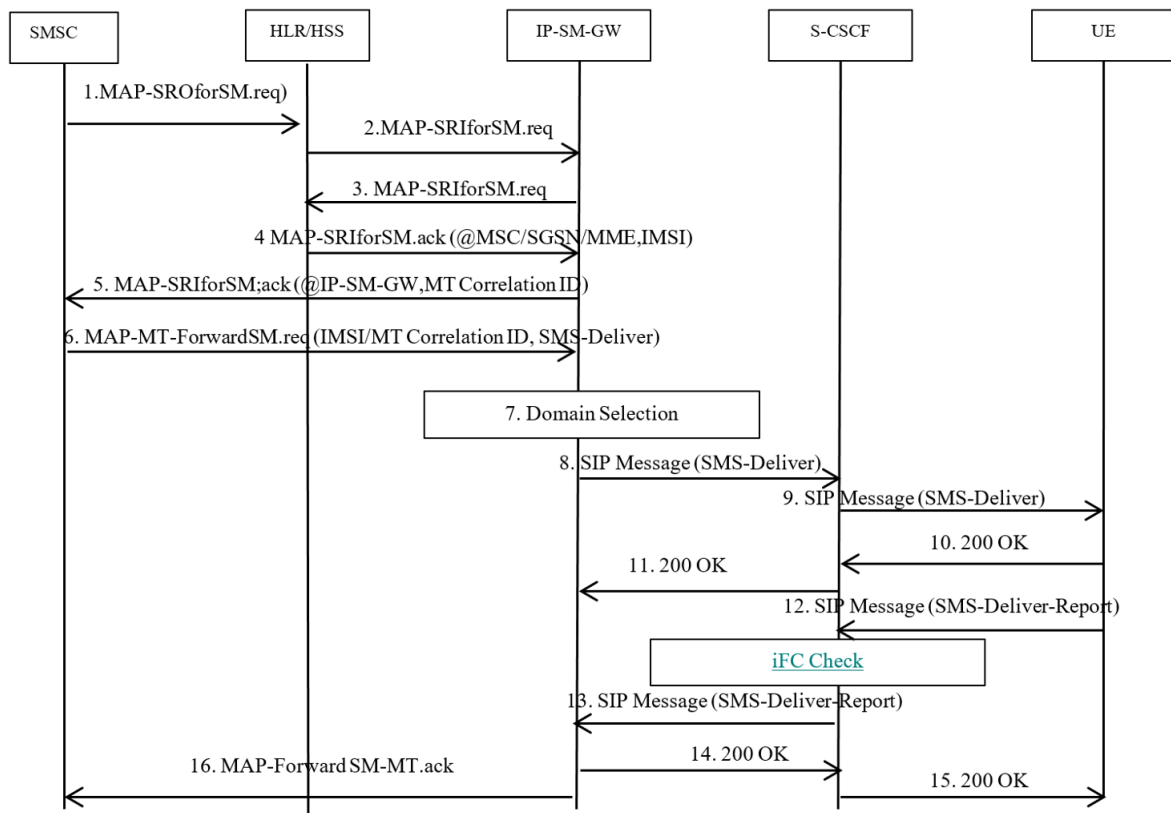 SMSC
HLR/HSS
IP-SM-GW
S-CSCF
UE
1.MAP-SROforSM.req)
2.MAP-SRIforSM.req
3. MAP-SRIforSM.req
4 MAP-SRIforSM.ack (@MSC/SGSN/MME,IMSI)
5. MAP-SRIforSM;ack (@IP-SM-GW,MT Correlation ID)
6. MAP-MT-ForwardSM.req (IMSI/MT Correlation ID, SMS-Deliver)
7. Domain Selection
8. SIP Message (SMS-Deliver)
9. SIP Message (SMS-Deliver)
10. 200 OK
11. 200 OK
12. SIP Message (SMS-Deliver-Report)
iFC Check
13. SIP Message (SMS-Deliver-Report)
14. 200 OK
16. MAP-Forward SM-MT.ack
15. 200 OK